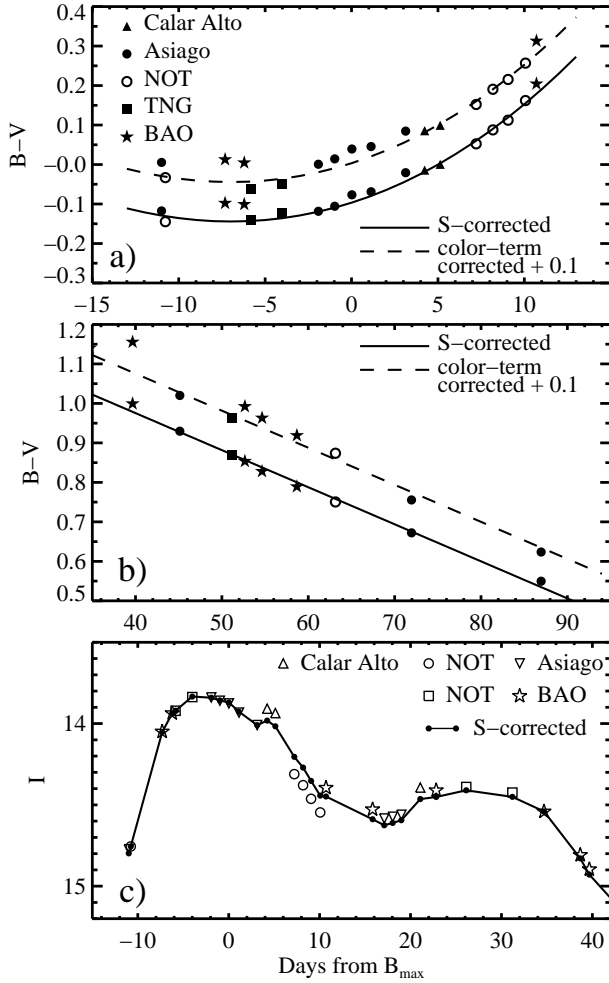 0.4
0.3
0.2
0.1
−0.0
−0.1
−0.2
−0.3
B−V
Calar Alto
Asiago
NOT
TNG
BAO
a)
S−corrected
color−term
corrected + 0.1
−15 −10 −5 0 5 10
1.2
1.1
1.0
0.9
0.8
0.7
0.6
0.5
B−V
S−corrected
color−term
corrected + 0.1
b)
40 50 60 70 80 90
14
15
I
Calar Alto NOT Asiago
NOT BAO
S−corrected
c)
−10 0 10 20 30 40
Days from Bmax